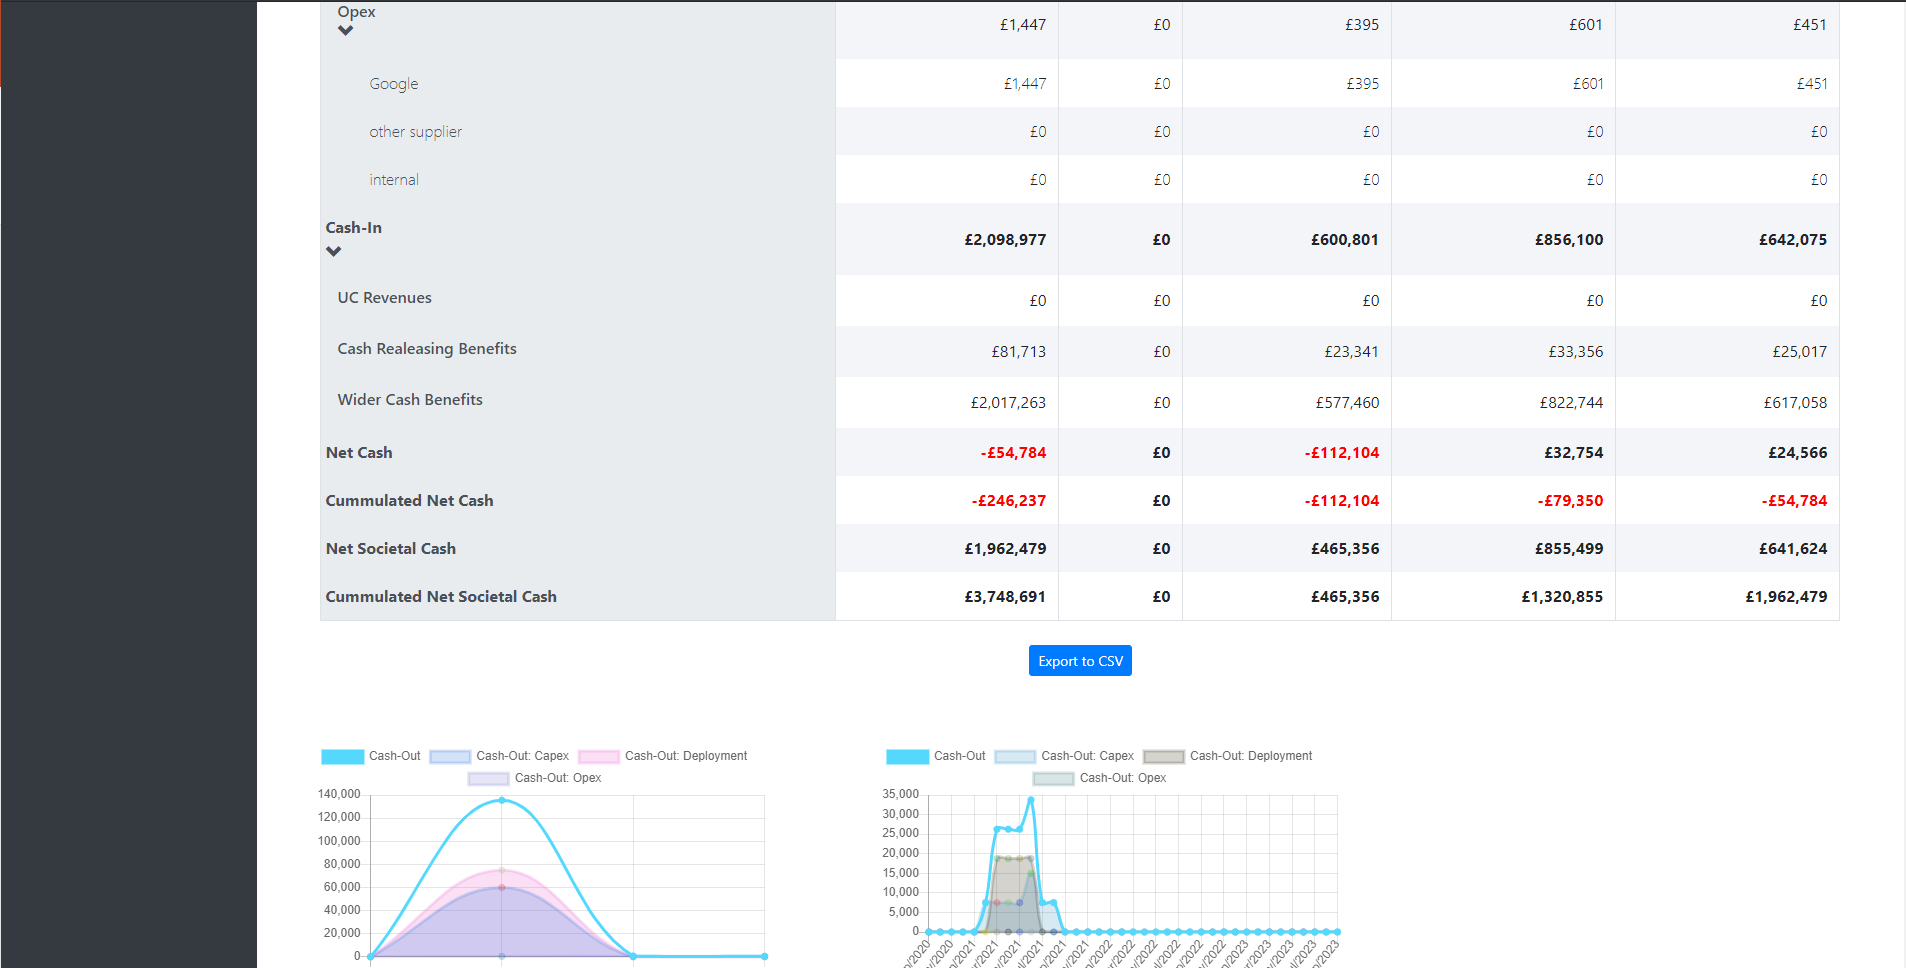 Opex £1,447 £0 £395 £601 £451
Google £1,447 £0 £395 £601 £451
other supplier £0 £0 £0 £0 £0
internal £0 £0 £0 £0 £0
Cash-In £2,098,977 £0 £600,801 £856,100 £642,075
UC Revenues £0 £0 £0 £0 £0
Cash Realeasing Benefits £81,713 £0 £23,341 £33,356 £25,017
Wider Cash Benefits £2,017,263 £0 £577,460 £822,744 £617,058
Net Cash -£54,784 £0 -£112,104 £32,754 £24,566
Cummulated Net Cash -£246,237 £0 -£112,104 -£79,350 -£54,784
Net Societal Cash £1,962,479 £0 £465,356 £855,499 £641,624
Cummulated Net Societal Cash £3,748,691 £0 £465,356 £1,320,855 £1,962,479
Export to CSV
Cash-Out Cash-Out: Capex Cash-Out: Deployment
Cash-Out: Opex
140,000
120,000
100,000
80,000
60,000
40,000
20,000
0
Cash-Out Cash-Out: Capex Cash-Out: Deployment
Cash-Out: Opex
35,000
30,000
25,000
20,000
15,000
10,000
5,000
0